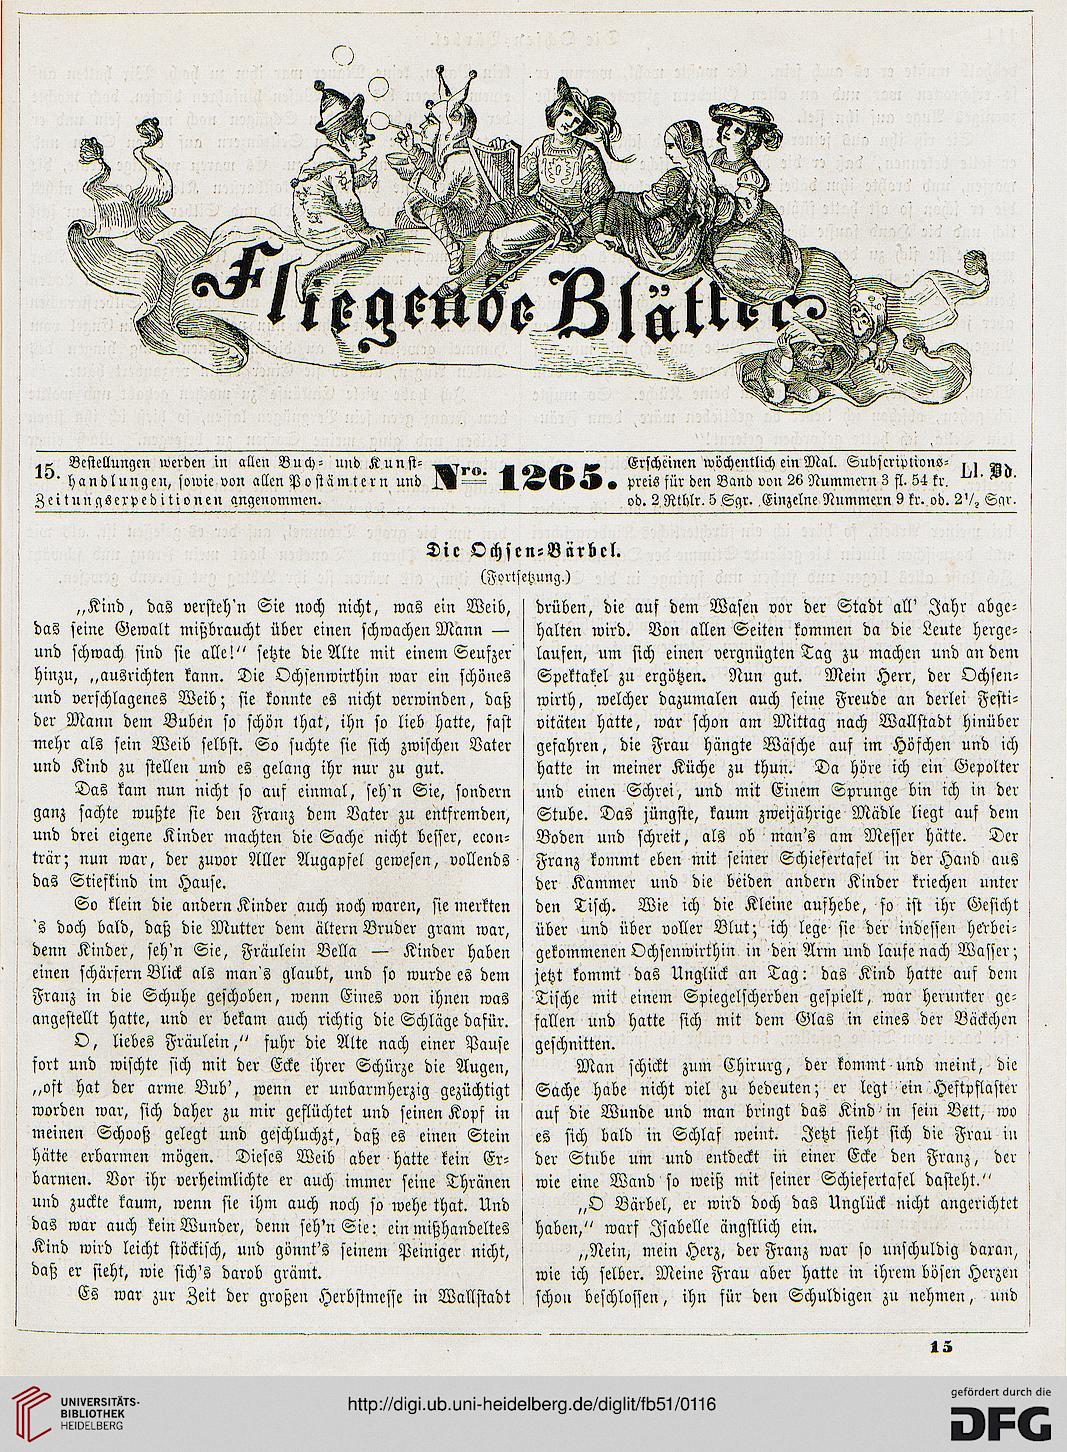 Fliegende Blätter
15.
Bestellungen werden in allen Buch- und Kunst-
handlungen, sowie von allen Postämtern und
Zeitungsexpeditionen angenommen.
Nro. 1265.
Erscheinen wöchentlich ein Mal. Subscriptions-
preis für den Band von 26 Nummern 3 fl. 54 kr.
od. 2 Rthlr. 5 Sgr. Einzelne Nummern 9 kr. od. 2½ Sgr.
LI. Bd.
Die Ochsen-Bärbel.
(Fortsetzung.)
„Kind, das versteh'n Sie noch nicht, was ein Weib,
das seine Gewalt mißbraucht über einen schwachen Mann —
und schwach sind sie alle!" setzte die Alte mit einem Seufzer
hinzu, „ausrichten kann. Die Ochsenwirthin war ein schönes
und verschlagenes Weib; sie konnte es nicht verwinden, daß
der Mann dem Buben so schön that, ihn so lieb hatte, fast
mehr als sein Weib selbst. So suchte sie sich zwischen Vater
und Kind zu stellen und es gelang ihr nur zu gut.
Das kam nun nicht so auf einmal, seh'n Sie, sondern
ganz sachte wußte sie den Franz dem Vater zu entfremden,
und drei eigene Kinder machten die Sache nicht besser, econ-
trär; nun war, der zuvor Aller Augapfel gewesen, vollends
das Stiefkind im Hause.
So klein die andern Kinder auch noch waren, sie merkten
's doch bald, daß die Mutter dem ältern Bruder gram war,
denn Kinder, seh'n Sie, Fräulein Bella — Kinder haben
einen schärfern Blick als man's glaubt, und so wurde es dem
Franz in die Schuhe geschoben, wenn Eines von ihnen was
angestellt hatte, und er bekam auch richtig die Schläge dafür.
O, liebes Fräulein," fuhr die Alte nach einer Pause
fort und wischte sich mit der Ecke ihrer Schürze die Augen,
„oft hat der arme Bub', wenn er unbarmherzig gezüchtigt
worden war, sich daher zu mir geflüchtet und seinen Kopf in
meinen Schooß gelegt und geschluchzt, daß es einen Stein
hätte erbarmen mögen. Dieses Weib aber hatte kein Er-
barmen. Vor ihr verheimlichte er auch immer seine Thränen
und zuckte kaum, wenn sie ihm auch noch so wehe that. Und
das war auch kein Wunder, denn seh'n Sie: ein mißhandeltes
Kind wird leicht stöckisch, und gönnt's seinem Peiniger nicht,
daß er sieht, wie sich's darob grämt.
Es war zur Zeit der großen Herbstmesse in Wallstadt
drüben, die auf dem Wasen vor der Stadt all' Jahr abge-
halten wird. Von allen Seiten kommen da die Leute herge-
laufen, um sich einen vergnügten Tag zu machen und an dem
Spektakel zu ergötzen. Nun gut. Mein Herr, der Ochsen-
wirth, welcher dazumalen auch seine Freude an derlei Festi-
vitäten hatte, war schon am Mittag nach Wallstadt hinüber
gefahren, die Frau hängte Wäsche auf im Höfchen und ich
hatte in meiner Küche zu thun. Da höre ich ein Gepolter
und einen Schrei, und mit Einem Sprunge bin ich in der
Stube. Das jüngste, kaum zweijährige Mädle liegt auf dem
Boden und schreit, als ob man's am Messer hätte. Der
Franz kommt eben mit seiner Schiefertafel in der Hand aus
der Kammer und die beiden andern Kinder kriechen unter
den Tisch. Wie ich die Kleine aufhebe, so ist ihr Gesicht
über und über voller Blut; ich lege sie der indessen herbei-
gekommenen Ochsenwirthin in den Arm und laufe nach Wasser;
jetzt kommt das Unglück an Tag: das Kind hatte auf dem
Tische mit einem Spiegelscherben gespielt, war herunter ge-
fallen und hatte sich mit dem Glas in eines der Bäckchen
geschnitten.
Man schickt zum Chirurg, der kommt und meint, die
Sache habe nicht viel zu bedeuten; er legt ein Heftpflaster
auf die Wunde und man bringt das Kind in sein Bett, wo
es sich bald in Schlaf weint. Jetzt sieht sich die Frau in
der Stube um und entdeckt in einer Ecke den Franz, der
wie eine Wand so weiß mit seiner Schiefertafel dasteht."
„O Bärbel, er wird doch das Unglück nicht angerichtet
haben," warf Isabelle ängstlich ein.
„Nein, mein Herz, der Franz war so unschuldig daran,
wie ich selber. Meine Frau aber hatte in ihrem bösen Herzen
schon beschlossen, ihn für den Schuldigen zu nehmen, und
15
UNIVERSITÄTS-
BIBLIOTHEK
HEIDELBERG
http://digi.ub.uni-heidelberg.de/diglit/fb51/0116
gefördert durch die
DFG